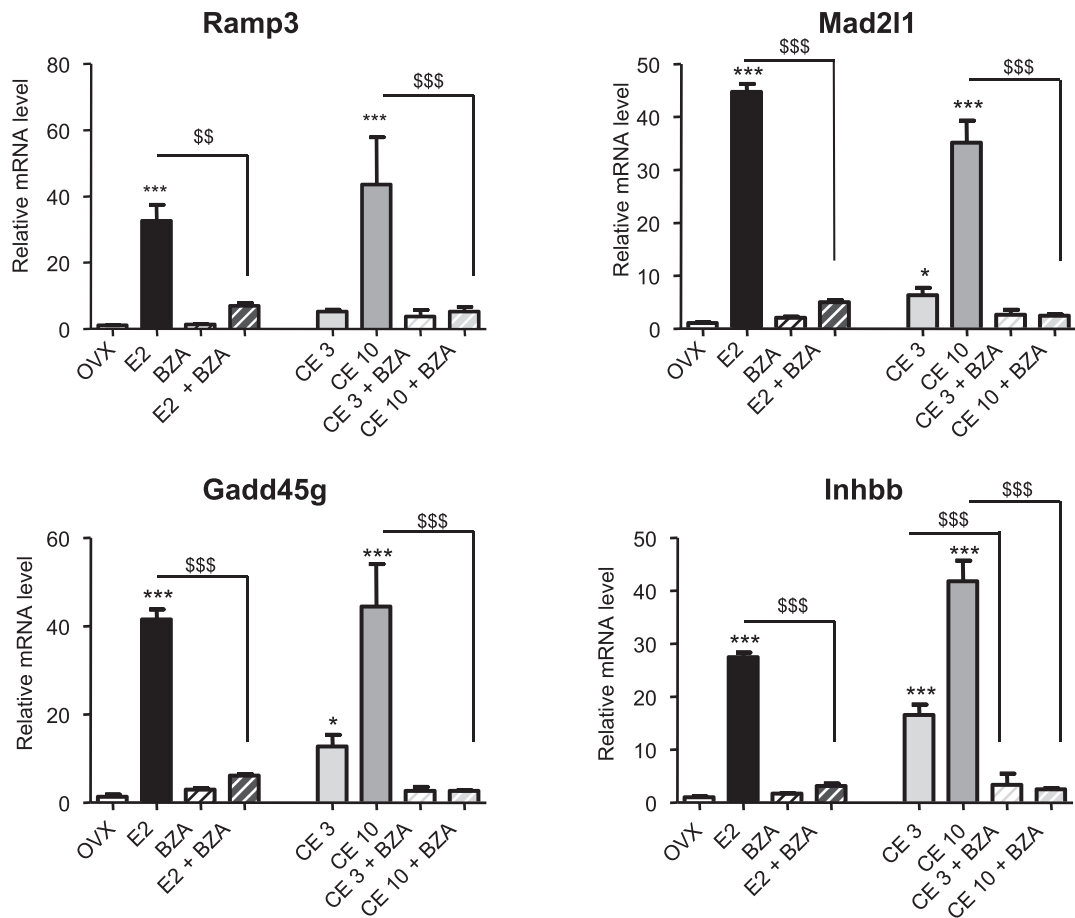 Ramp3
Relative mRNA level
80
60
40
20
0
***
$$
***
$$$
OVX
E2
BZA
E2 + BZA
CE 3
CE 10
CE 3 + BZA
CE 10 + BZA
Mad2l1
Relative mRNA level
50
40
30
20
10
0
***
$$$
*
***
$$$
OVX
E2
BZA
E2 + BZA
CE 3
CE 10
CE 3 + BZA
CE 10 + BZA
Gadd45g
Relative mRNA level
60
40
20
0
***
$$$
*
***
$$$
OVX
E2
BZA
E2 + BZA
CE 3
CE 10
CE 3 + BZA
CE 10 + BZA
Inhbb
Relative mRNA level
50
40
30
20
10
0
***
$$$
***
$$$
***
$$$
OVX
E2
BZA
E2 + BZA
CE 3
CE 10
CE 3 + BZA
CE 10 + BZA